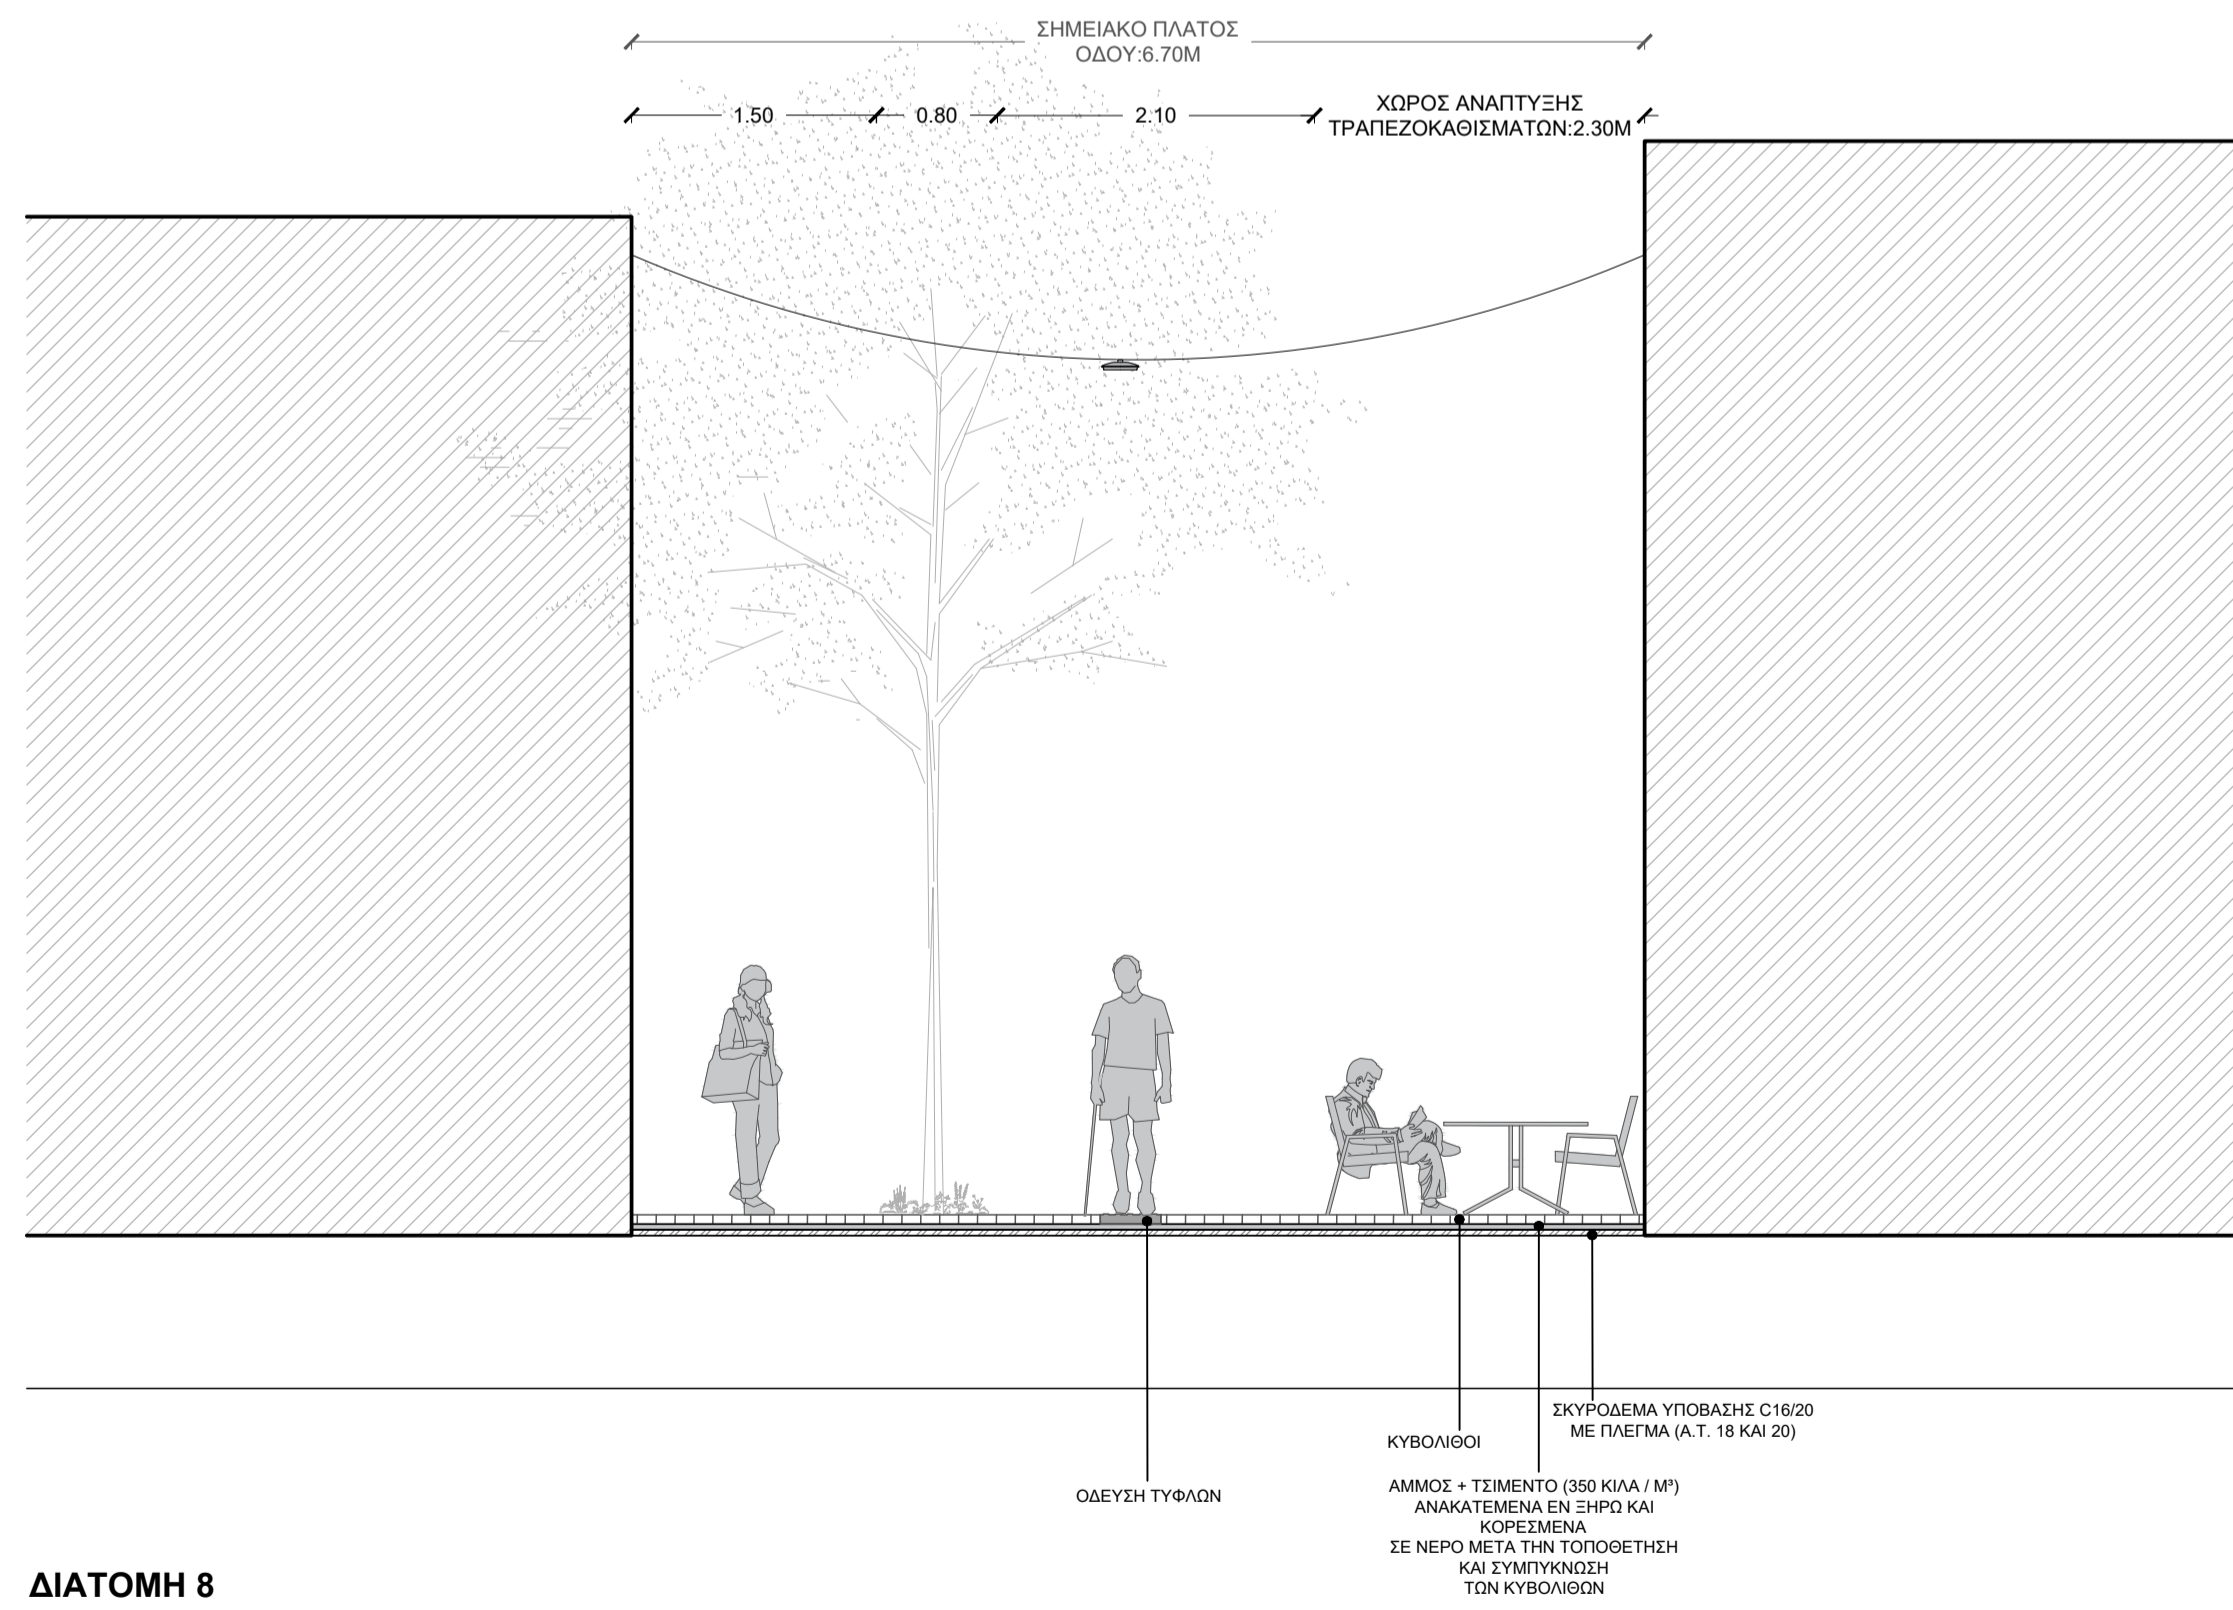 ΣΗΜΕΙΑΚΟ ΠΛΑΤΟΣ
ΟΔΟΥ:6.70Μ
1.50
0.80
2.10
ΧΩΡΟΣ ΑΝΑΠΤΥΞΗΣ
ΤΡΑΠΕΖΟΚΑΘΙΣΜΑΤΩΝ:2.30Μ
ΣΚΥΡΟΔΕΜΑ ΥΠΟΒΑΣΗΣ C16/20
ΜΕ ΠΛΕΓΜΑ (Α.Τ. 18 ΚΑΙ 20)
ΚΥΒΟΛΙΘΟΙ
ΟΔΕΥΣΗ ΤΥΦΛΩΝ
ΑΜΜΟΣ + ΤΣΙΜΕΝΤΟ (350 ΚΙΛΑ / Μ³)
ΑΝΑΚΑΤΕΜΕΝΑ ΕΝ ΞΗΡΩ ΚΑΙ
ΚΟΡΕΣΜΕΝΑ
ΣΕ ΝΕΡΟ ΜΕΤΑ ΤΗΝ ΤΟΠΟΘΕΤΗΣΗ
ΚΑΙ ΣΥΜΠΥΚΝΩΣΗ
ΤΩΝ ΚΥΒΟΛΙΘΩΝ
ΔΙΑΤΟΜΗ 8